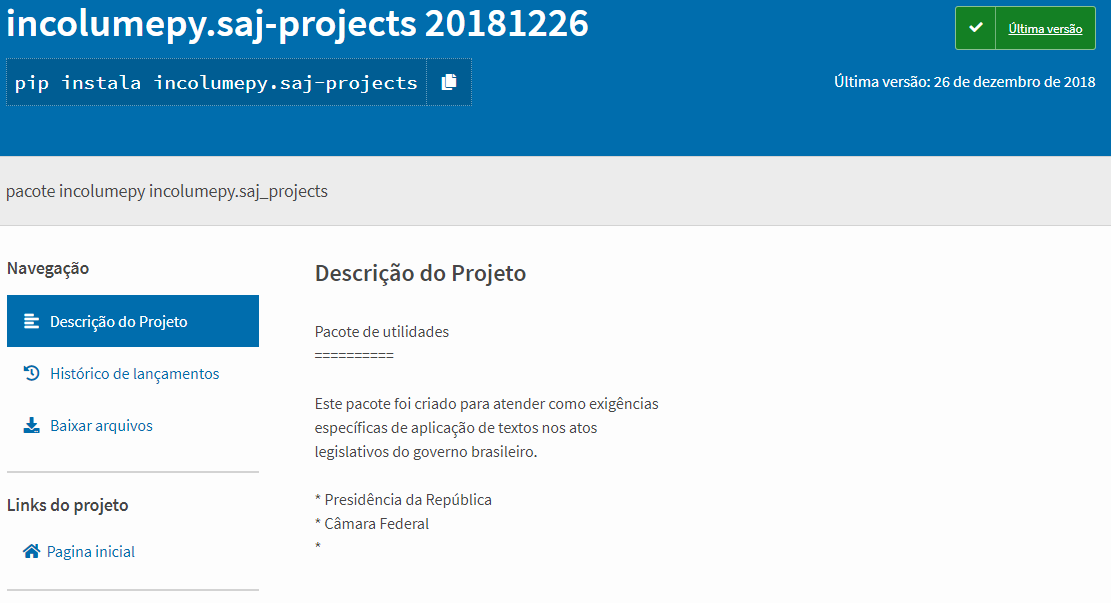 incolumepy.saj-projects 20181226
Última versão
pip instala incolumepy.saj-projects
Última versão: 26 de dezembro de 2018
pacote incolumepy incolumepy.saj_projects
Navegação
Descrição do Projeto
Histórico de lançamentos
Baixar arquivos
Links do projeto
Pagina inicial
Descrição do Projeto
Pacote de utilidades
==========
Este pacote foi criado para atender como exigências
específicas de aplicação de textos nos atos
legislativos do governo brasileiro.
* Presidência da República
* Câmara Federal
*